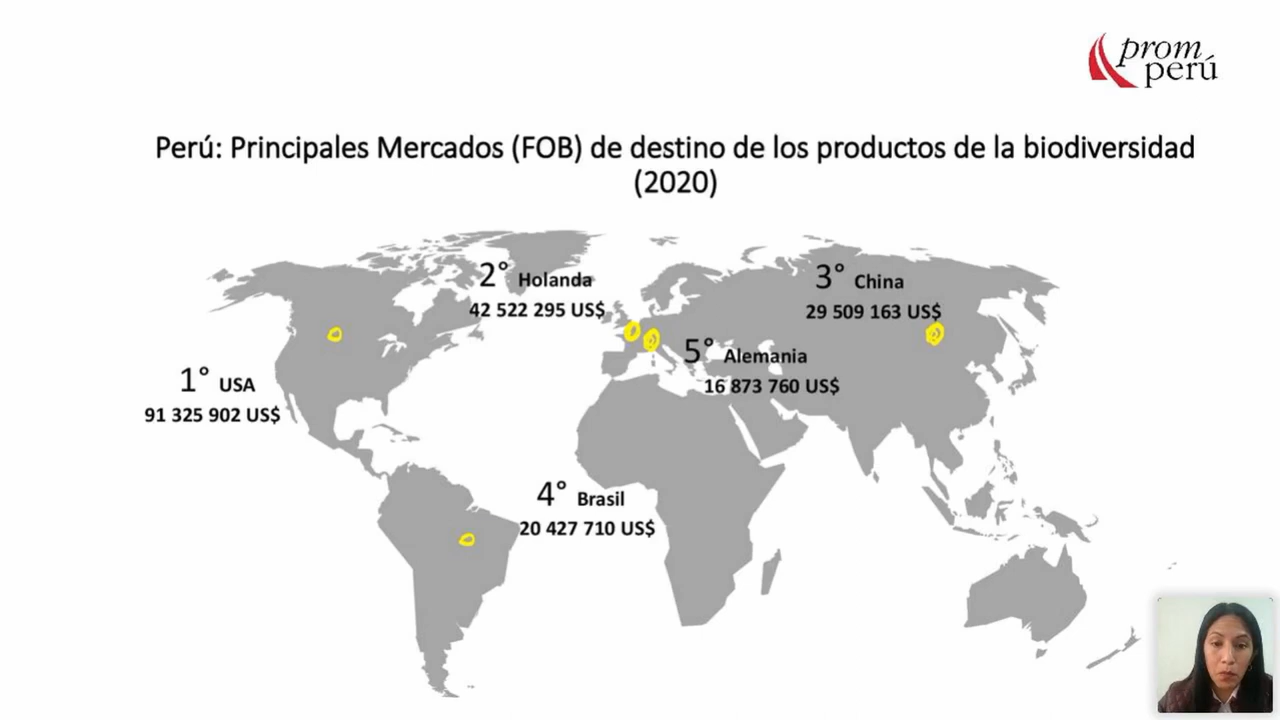 prom
perú
Perú: Principales Mercados (FOB) de destino de los productos de la biodiversidad
(2020)
2° Holanda
42 522 295 US$
3° China
29 509 163 US$
5° Alemania
16 873 760 US$
1° USA
91 325 902 US$
4° Brasil
20 427 710 US$